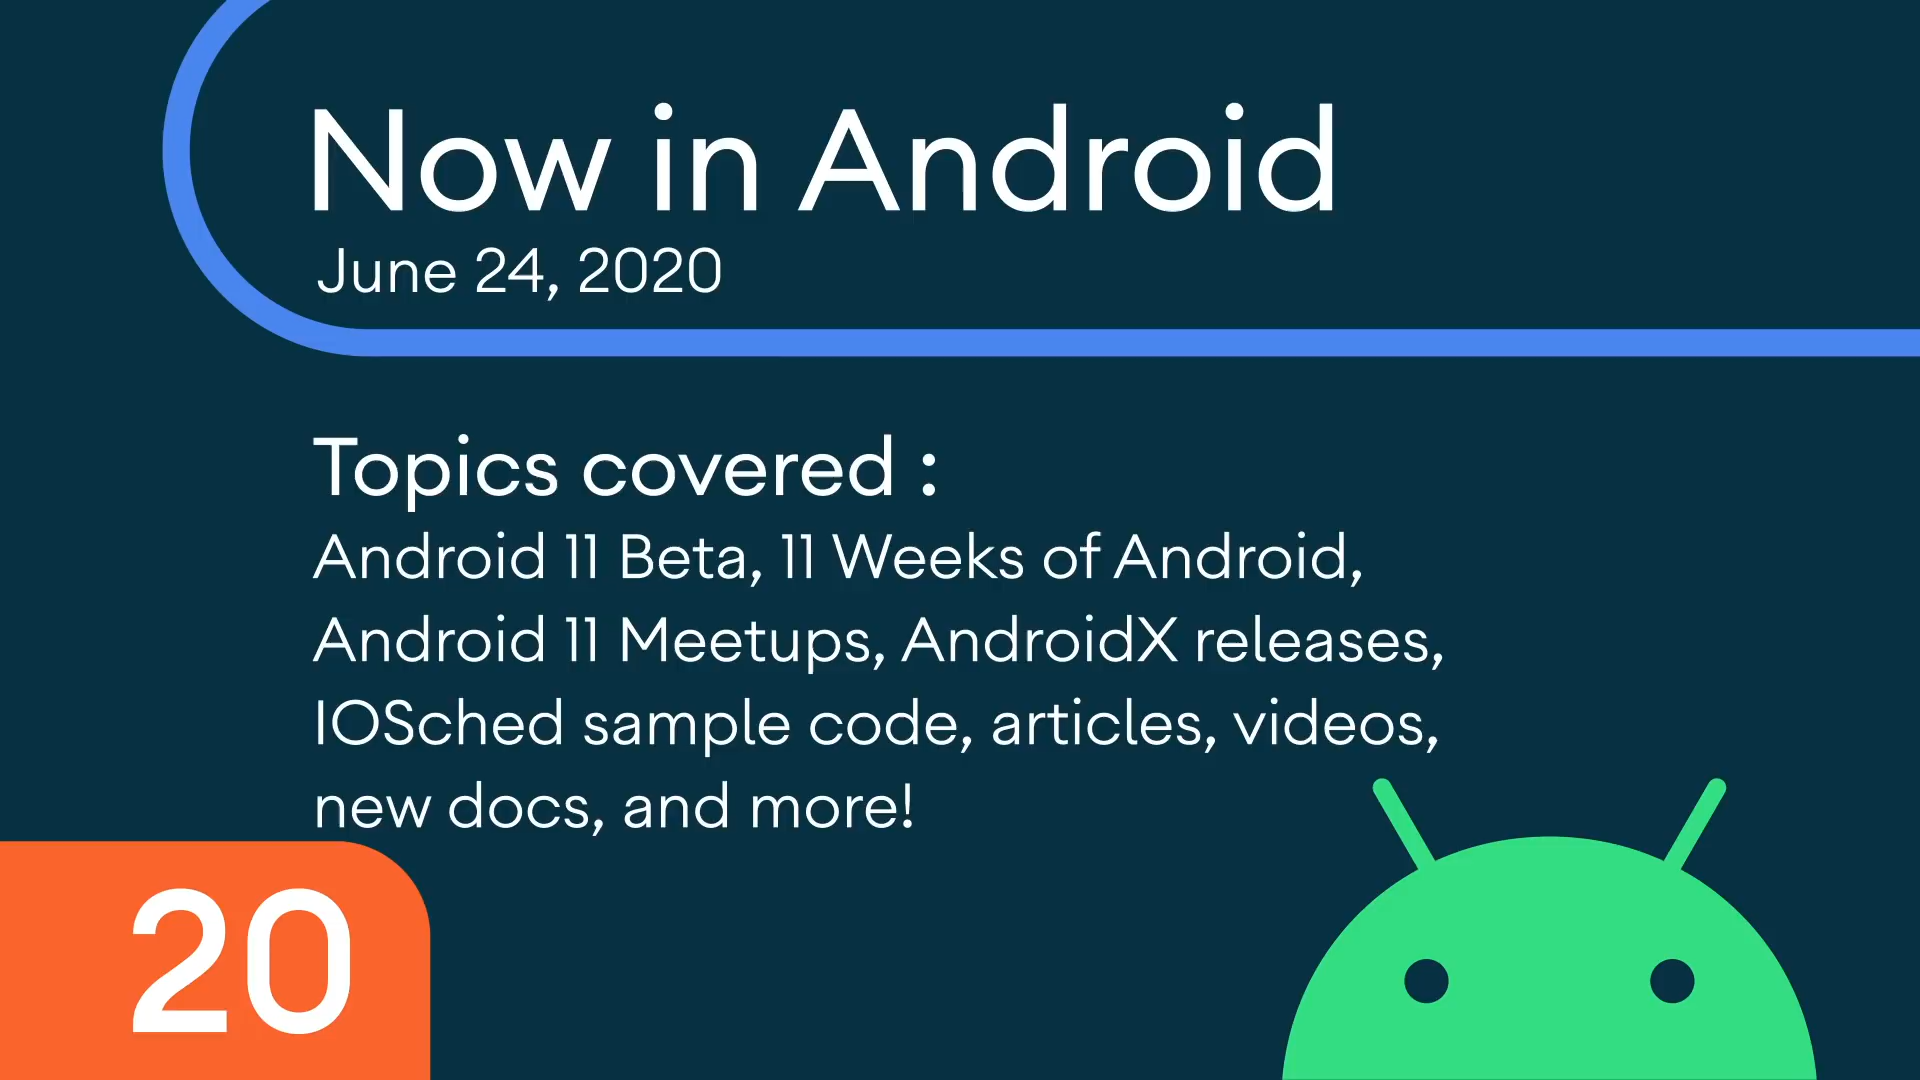 Now in Android
June 24, 2020
Topics covered :
Android 11 Beta, 11 Weeks of Android,
Android 11 Meetups, AndroidX releases,
IOSched sample code, articles, videos,
new docs, and more!
20